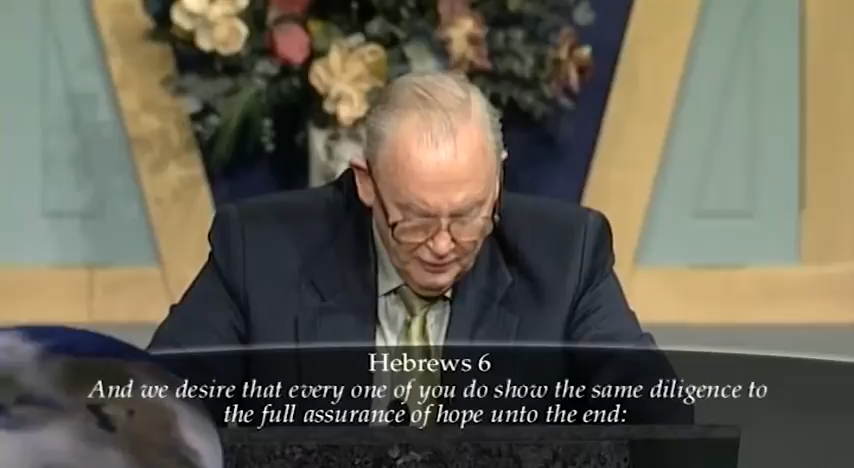 Hebrews 6
And we desire that every one of you do show the same diligence to
the full assurance of hope unto the end: